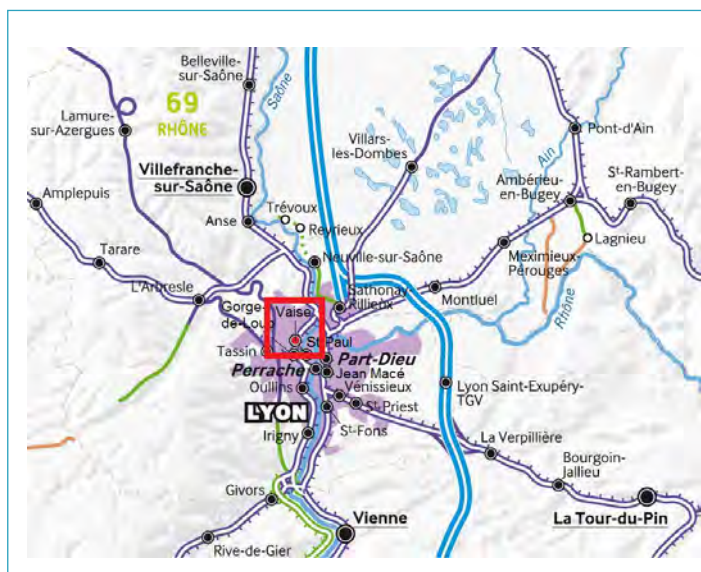 Belleville-
sur-Saône
Saône
69
RHÔNE
Lamure-
sur-Azergues
Villars-
les-Dombes
Ain
Pont-d'Ain
Villefranche-
sur-Saône
Ambérieu-
en-Bugey
St-Rambert-
en-Bugey
Amplepuis
Trévoux
Anse
Reyrieux
Lagnieu
Tarare
Neuville-sur-Saône
Meximieux-
Pérouges
L'Arbresle
Sathonay-
Rillieux
Montluel
Rhône
Gorge-
de-Loup
Vaise
St-Paul
Tassin
Part-Dieu
Perrache
Jean Macé
Oullins
Vénissieux
Lyon Saint-Exupéry-
TGV
LYON
St-Priest
Irigny
St-Fons
La Verpillière
Bourgoin-
Jallieu
Givors
Vienne
La Tour-du-Pin
Rive-de-Gier